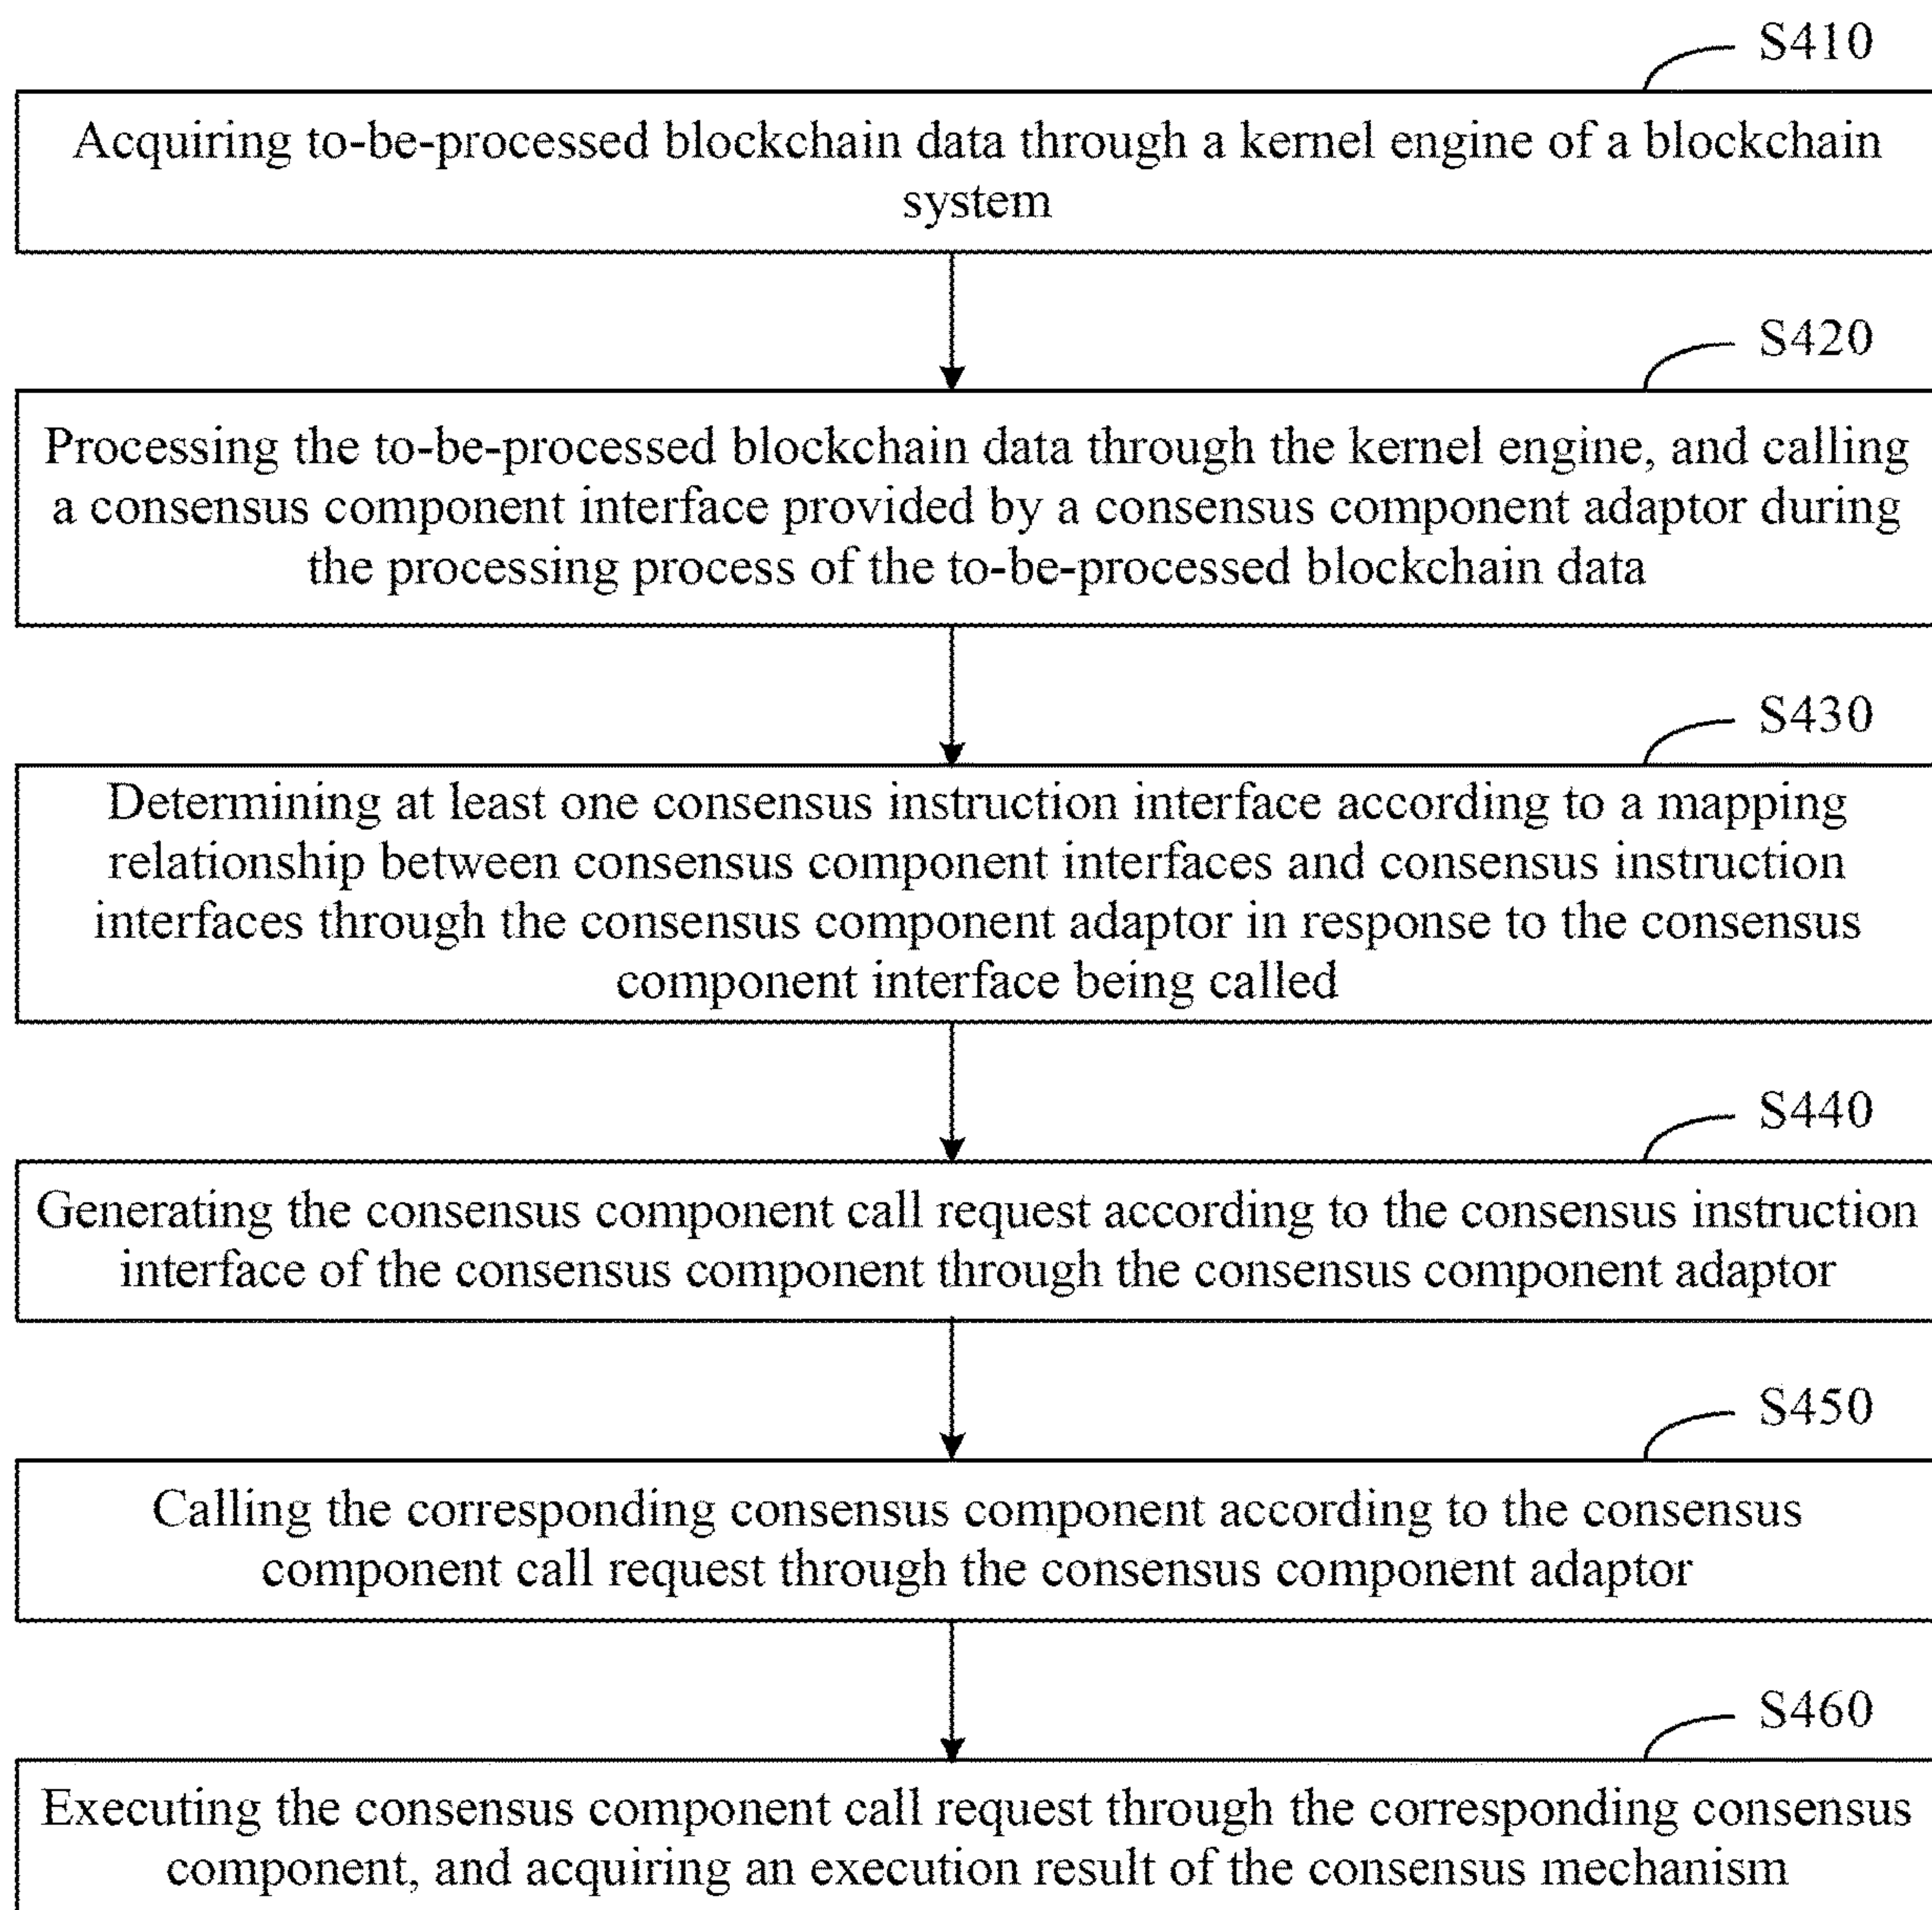 S410
Acquiring to-be-processed blockchain data through a kernel engine of a blockchain
system
S420
Processing the to-be-processed blockchain data through the kernel engine, and calling
a consensus component interface provided by a consensus component adaptor during
the processing process of the to-be-processed blockchain data
S430
Determining at least one consensus instruction interface according to a mapping
relationship between consensus component interfaces and consensus instruction
interfaces through the consensus component adaptor in response to the consensus
component interface being called
S440
Generating the consensus component call request according to the consensus instruction
interface of the consensus component through the consensus component adaptor
S450
Calling the corresponding consensus component according to the consensus
component call request through the consensus component adaptor
S460
Executing the consensus component call request through the corresponding consensus
component, and acquiring an execution result of the consensus mechanism